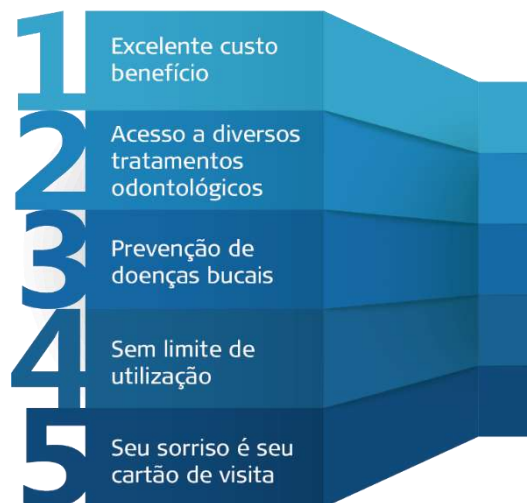 1
Excelente custo
benefício
2
Acesso a diversos
tratamentos
odontológicos
3
Prevenção de
doenças bucais
4
Sem limite de
utilização
5
Seu sorriso é seu
cartão de visita